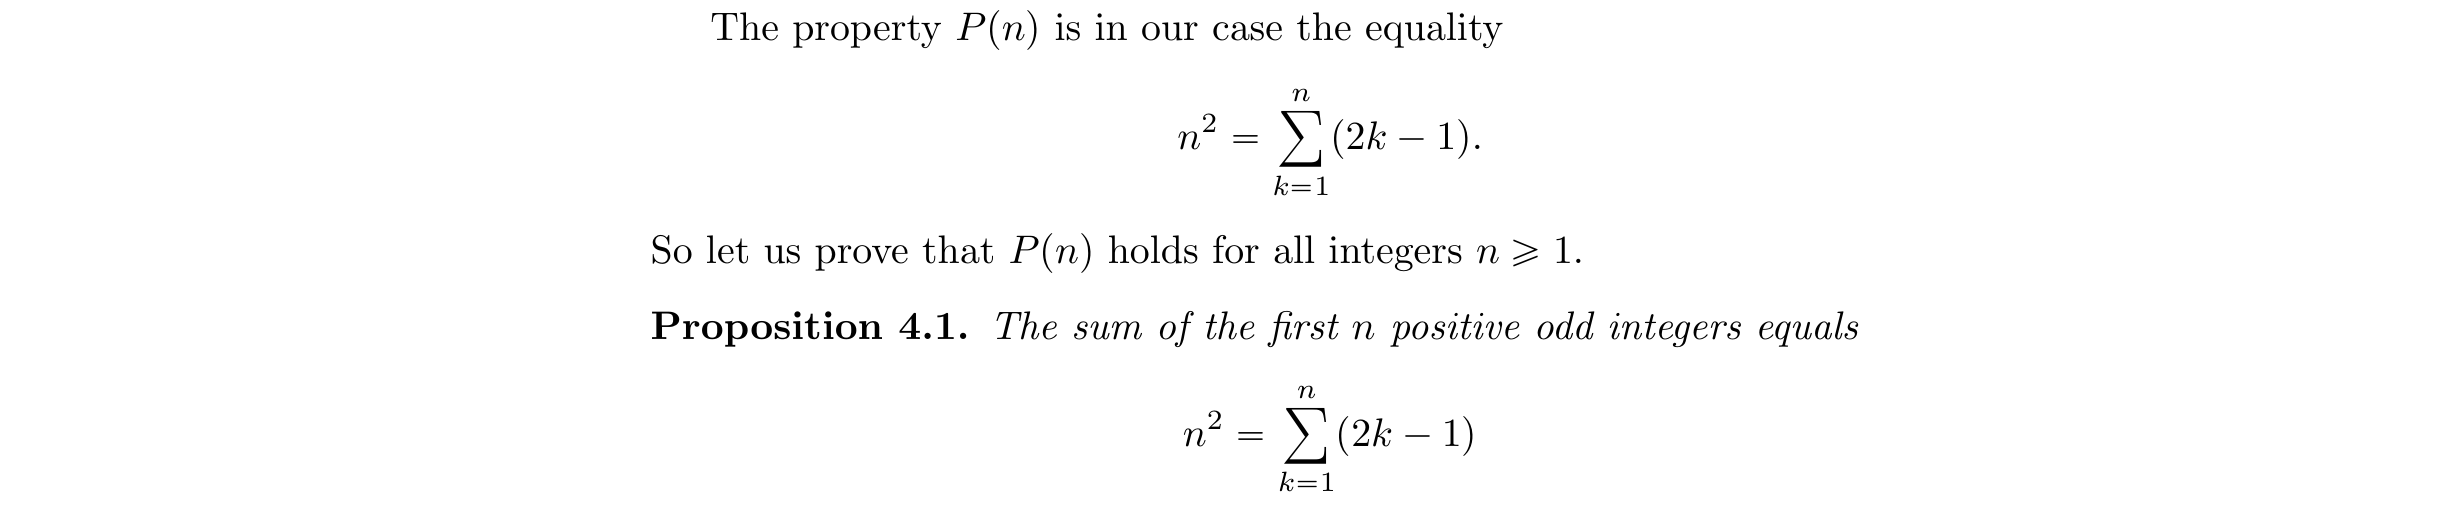 The property P(n) is in our case the equality
n² = ∑_{k=1}^{n} (2k − 1).
So let us prove that P(n) holds for all integers n ⩾ 1.
Proposition 4.1. The sum of the first n positive odd integers equals
n² = ∑_{k=1}^{n} (2k − 1)